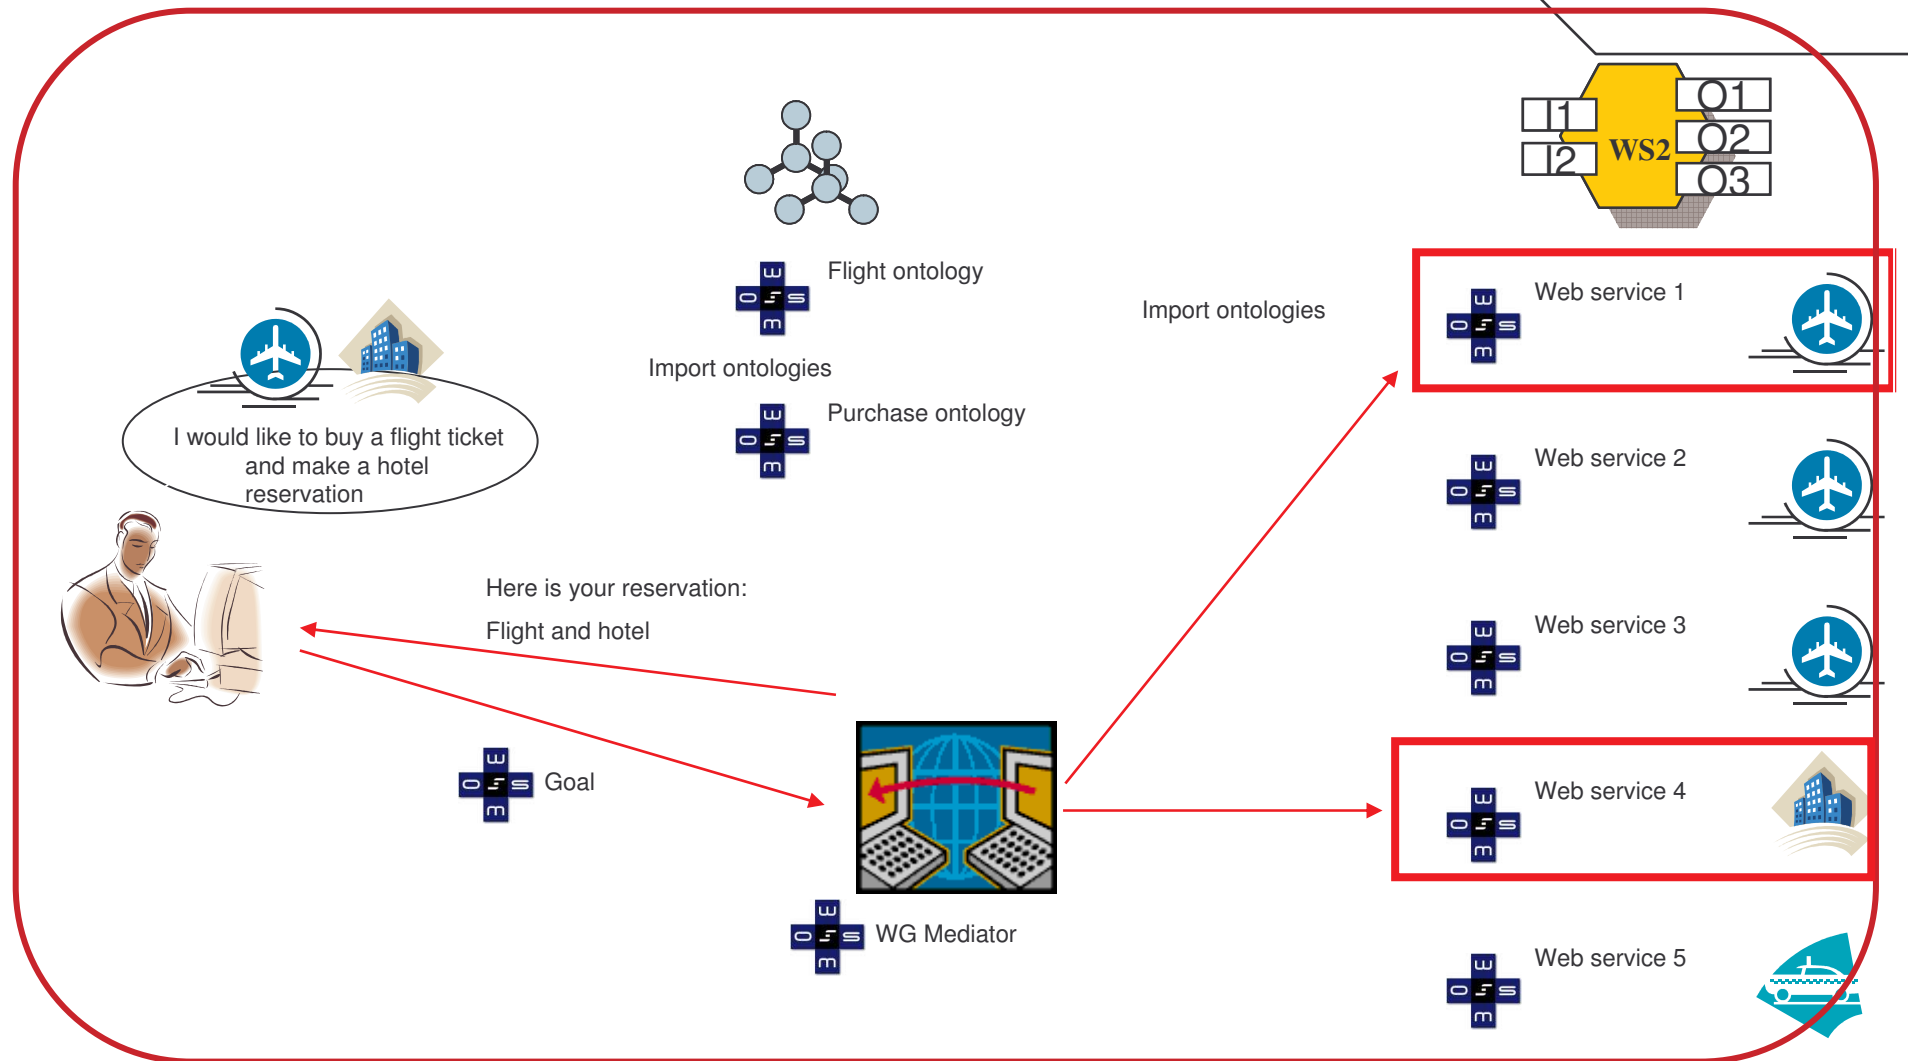 I1
I2
WS2
O1
O2
O3
Flight ontology
Import ontologies
Purchase ontology
Import ontologies
I would like to buy a flight ticket
and make a hotel
reservation
Here is your reservation:
Flight and hotel
Goal
WG Mediator
Web service 1
Web service 2
Web service 3
Web service 4
Web service 5